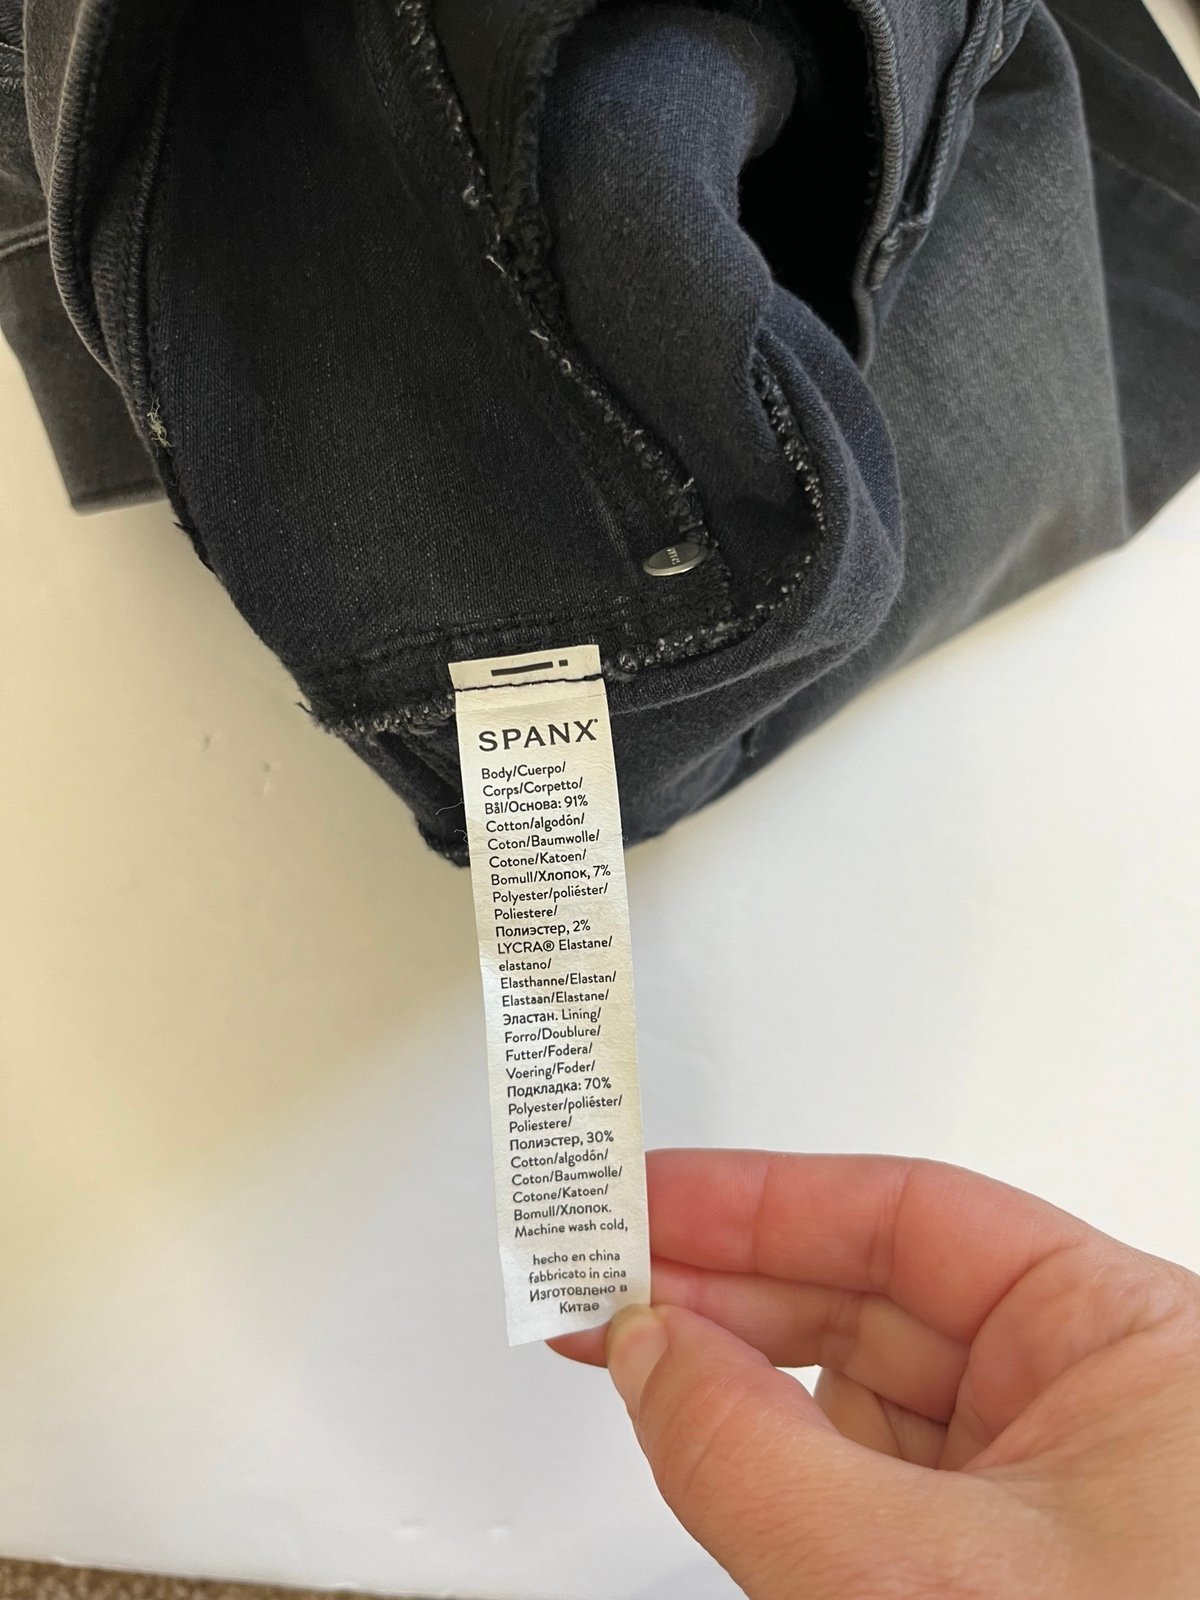 SPANX®
Body/Cuerpo/
Corps/Corpetto/
Bål/Основа: 91%
Cotton/algodón/
Coton/Baumwolle/
Cotone/Katoen/
Bomull/Хлопок, 7%
Polyester/poliéster/
Poliestere/
Полиэстер, 2%
LYCRA® Elastane/
elastano/
Elasthanne/Elastan/
Elastaan/Elastane/
Эластан. Lining/
Forro/Doublure/
Futter/Fodera/
Voering/Foder/
Подкладка: 70%
Polyester/poliéster/
Poliestere/
Полиэстер, 30%
Cotton/algodón/
Coton/Baumwolle/
Cotone/Katoen/
Bomull/Хлопок.
Machine wash cold,
hecho en china
fabbricato in cina
Изготовлено в
Китае